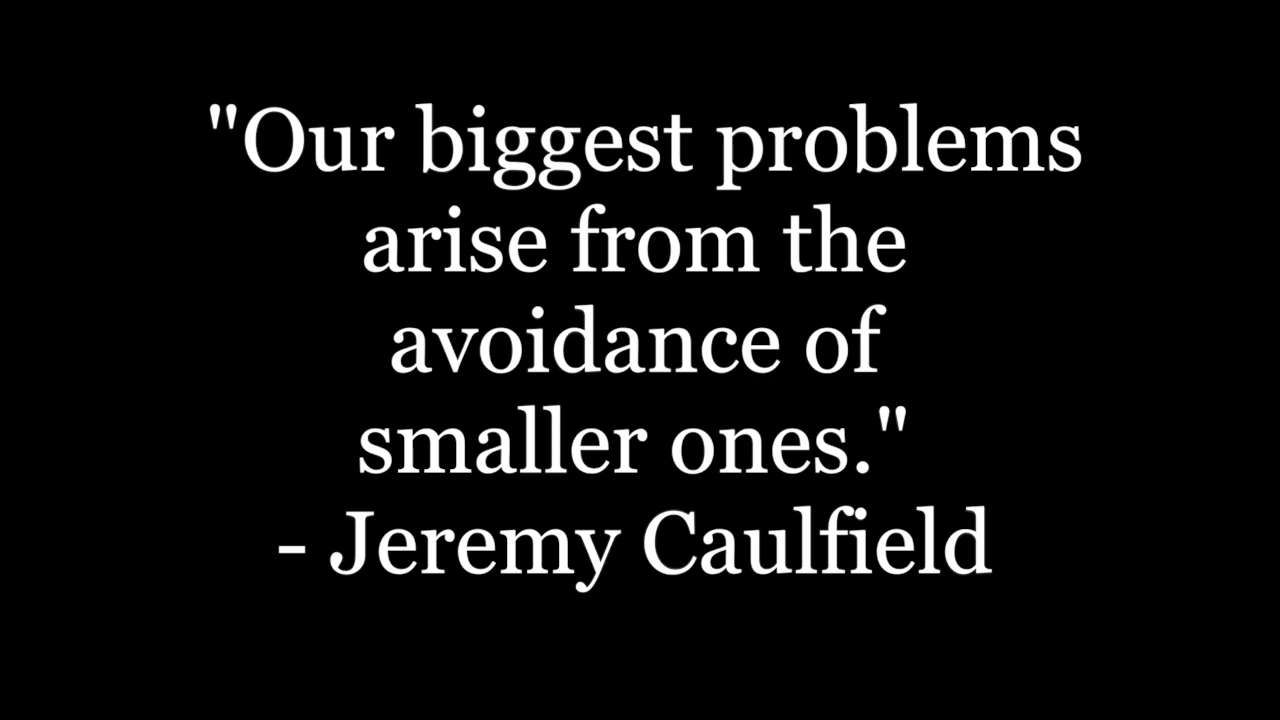 "Our biggest problems
arise from the
avoidance of
smaller ones."
- Jeremy Caulfield